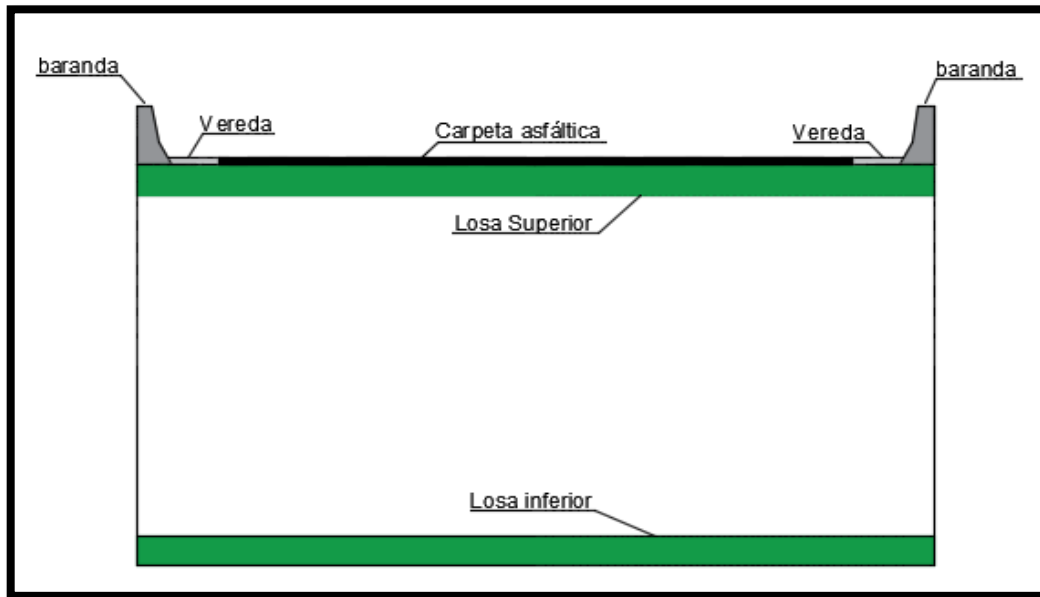 baranda
baranda
Vereda
Carpeta asfáltica
Vereda
Losa Superior
Losa inferior